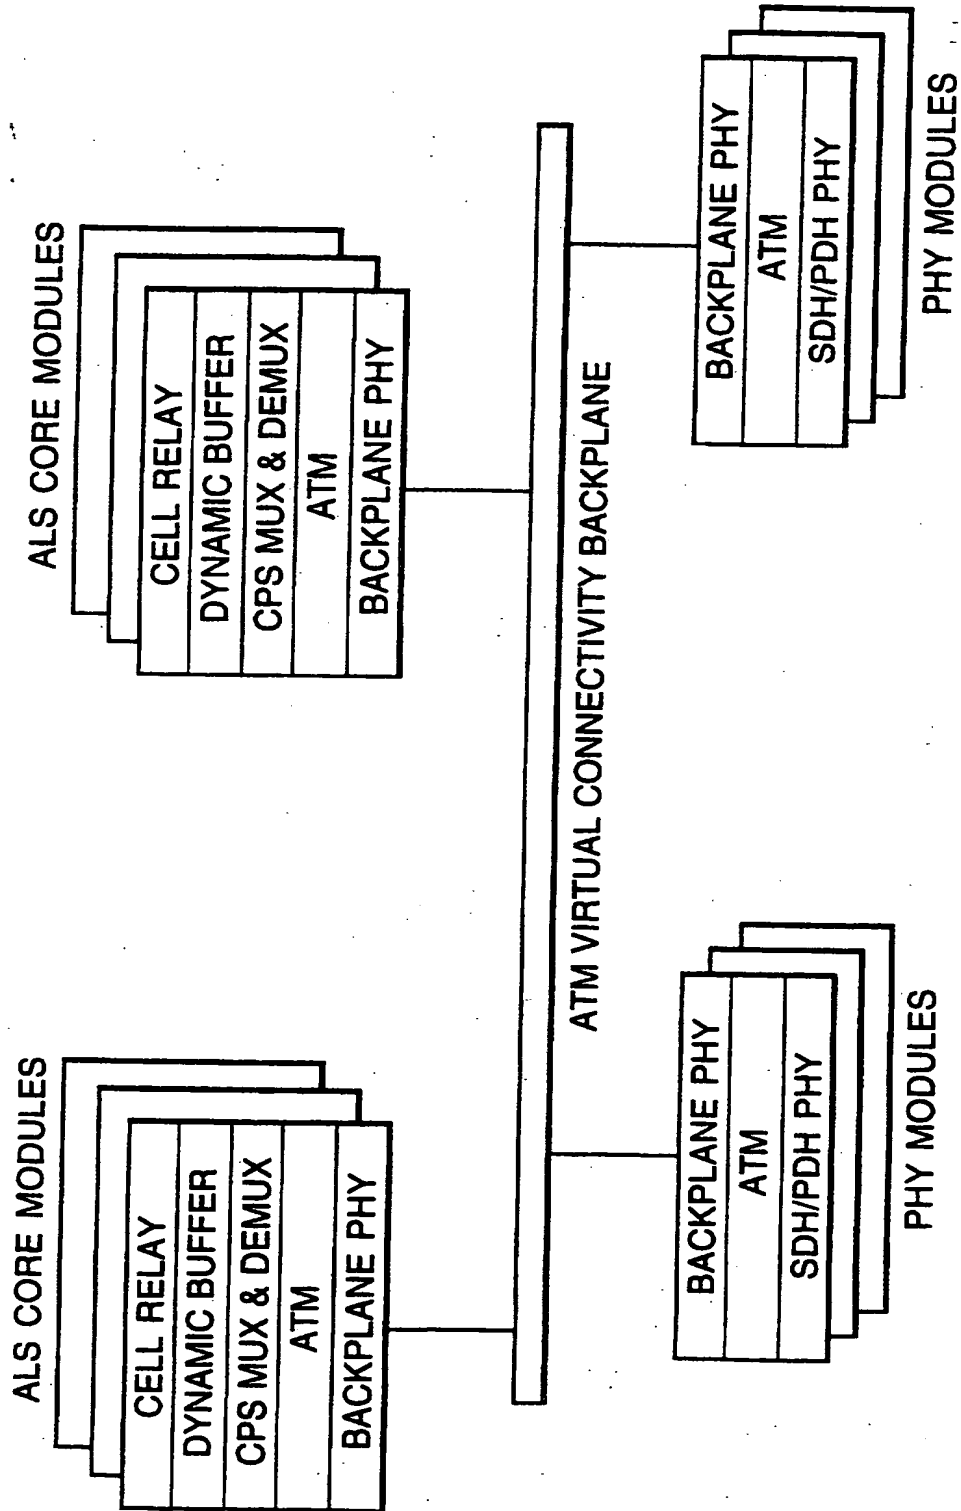 ALS CORE MODULES
CELL RELAY
DYNAMIC BUFFER
CPS MUX & DEMUX
ATM
BACKPLANE PHY
ALS CORE MODULES
CELL RELAY
DYNAMIC BUFFER
CPS MUX & DEMUX
ATM
BACKPLANE PHY
ATM VIRTUAL CONNECTIVITY BACKPLANE
BACKPLANE PHY
ATM
SDH/PDH PHY
PHY MODULES
BACKPLANE PHY
ATM
SDH/PDH PHY
PHY MODULES